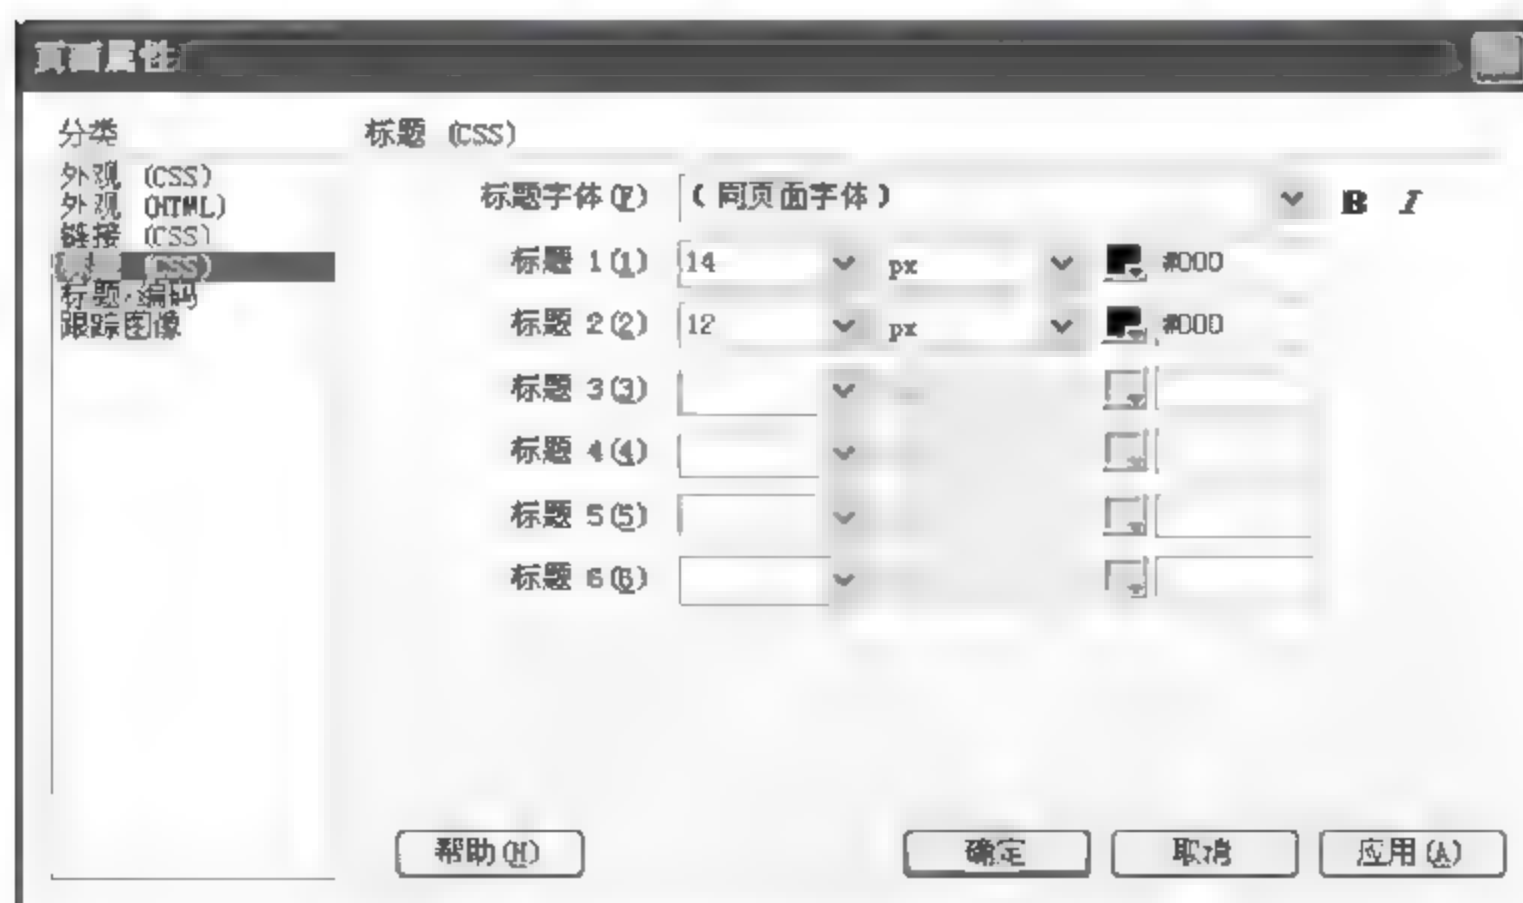 页面属性
分类
外观 (CSS)
外观 (HTML)
链接 (CSS)
标题 (CSS)
标题/编码
跟踪图像
标题 (CSS)
标题字体(F) (同页面字体) B I
标题 1(1) 14 px #000
标题 2(2) 12 px #000
标题 3(3)
标题 4(4)
标题 5(5)
标题 6(6)
帮助(H) 确定 取消 应用(A)